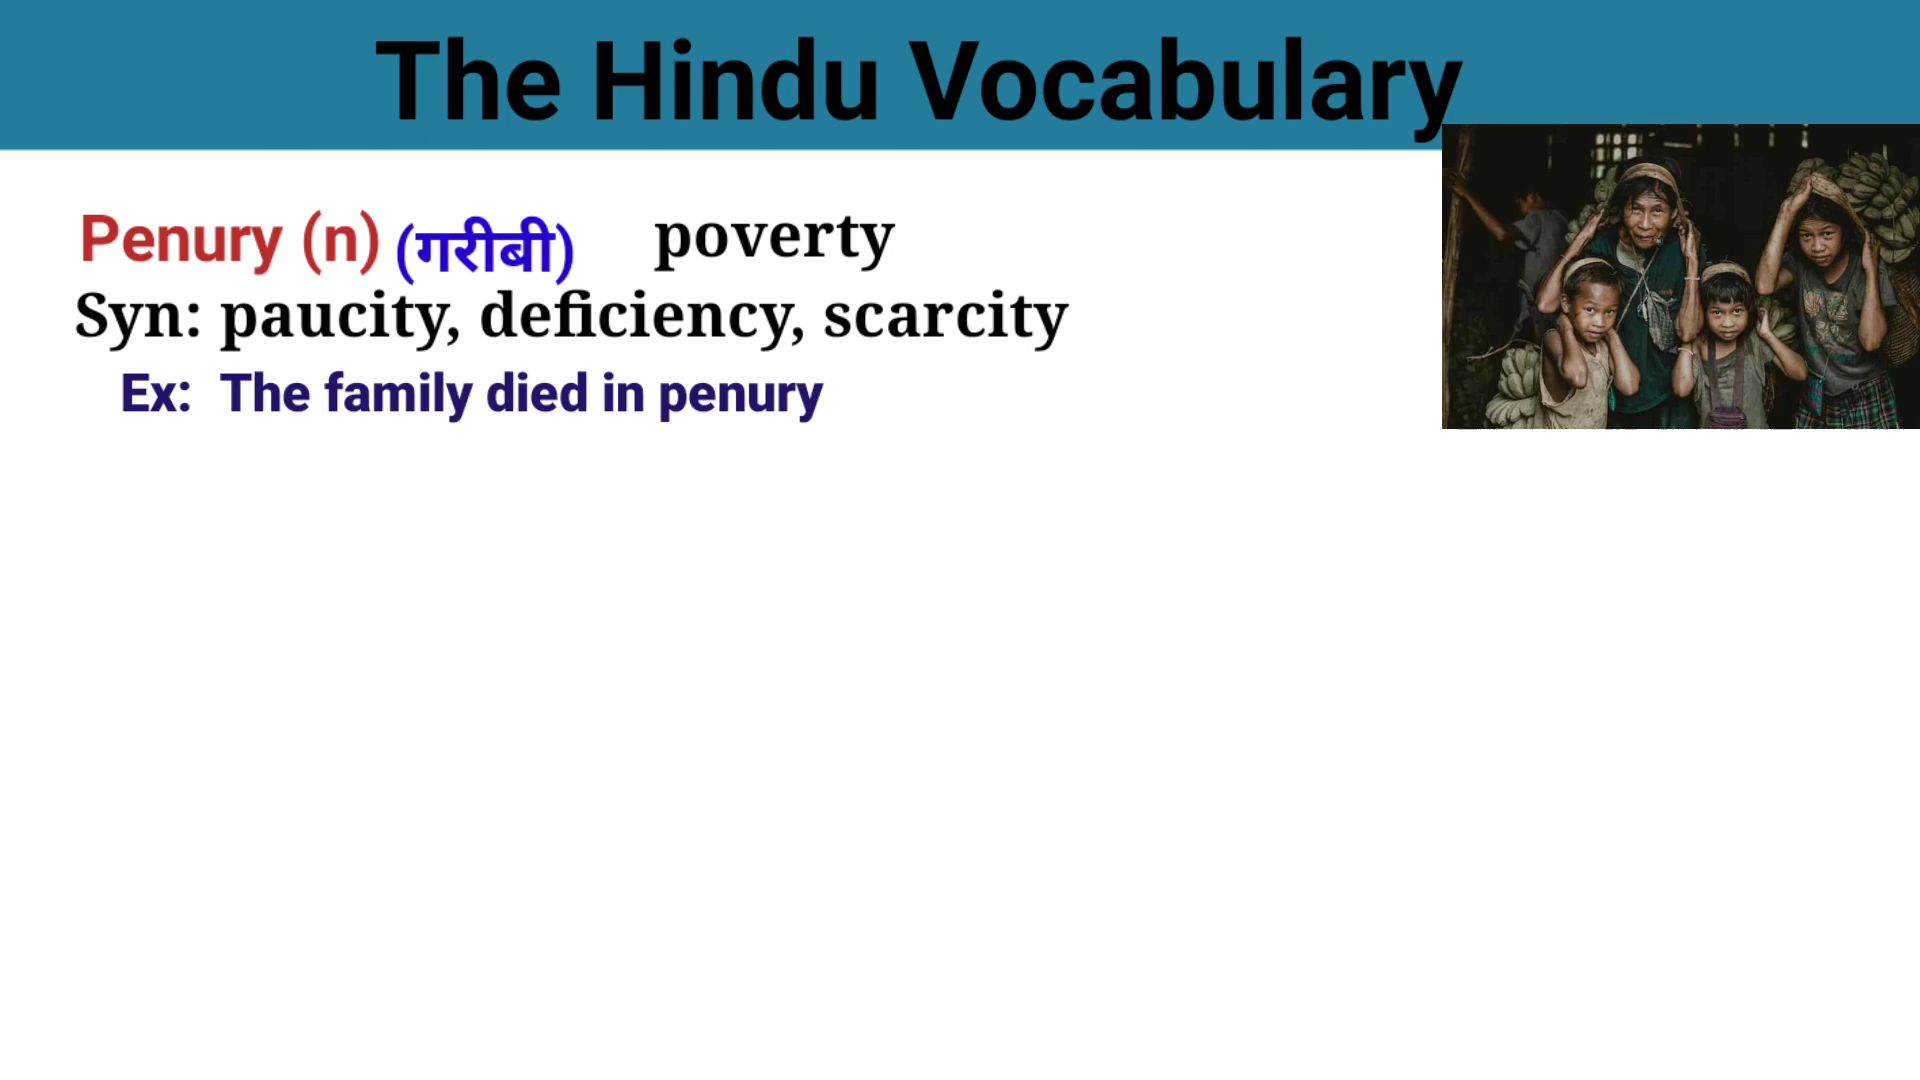 The Hindu Vocabulary
Penury (n) (गरीबी) poverty
Syn: paucity, deficiency, scarcity
Ex: The family died in penury